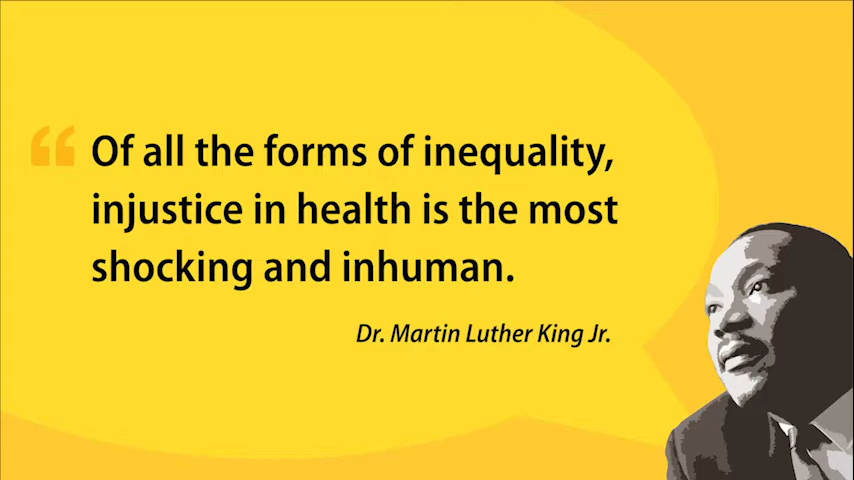 “ Of all the forms of inequality,
injustice in health is the most
shocking and inhuman.
Dr. Martin Luther King Jr.